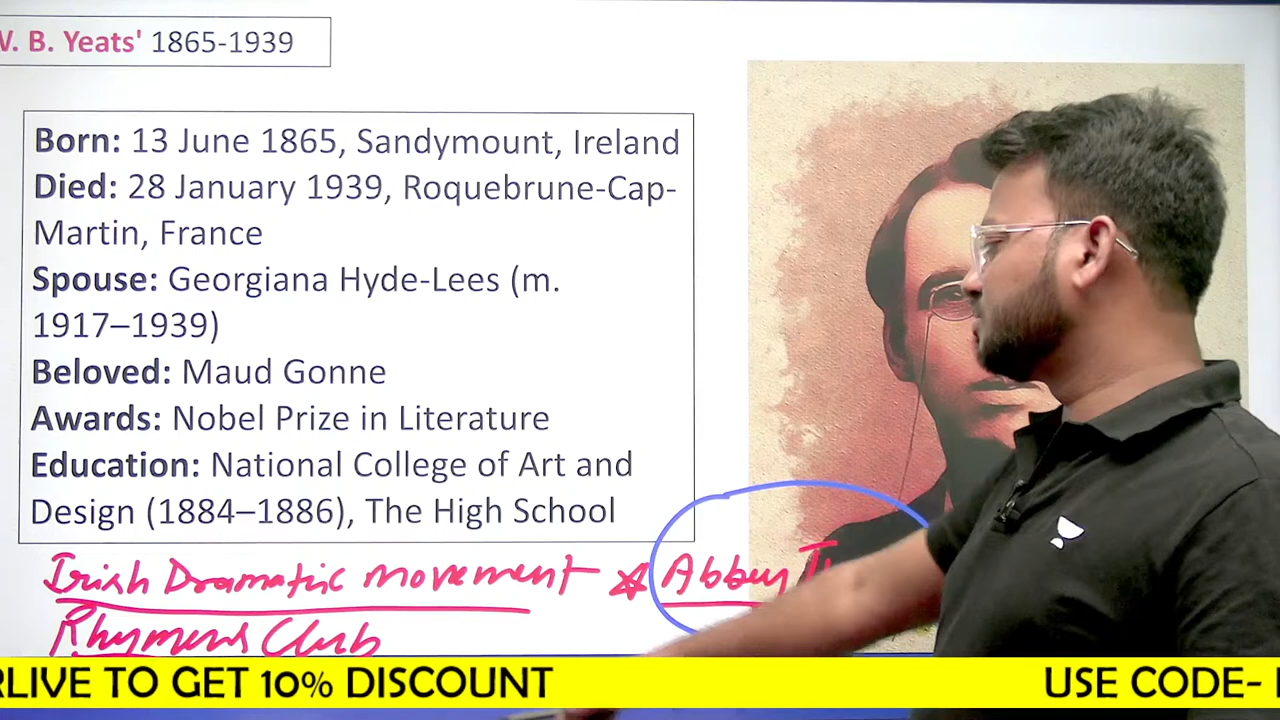 W. B. Yeats' 1865-1939
Born: 13 June 1865, Sandymount, Ireland
Died: 28 January 1939, Roquebrune-Cap-
Martin, France
Spouse: Georgiana Hyde-Lees (m.
1917–1939)
Beloved: Maud Gonne
Awards: Nobel Prize in Literature
Education: National College of Art and
Design (1884–1886), The High School
Irish Dramatic movement * Abbey
Rhymers Club
RLIVE TO GET 10% DISCOUNT USE CODE-